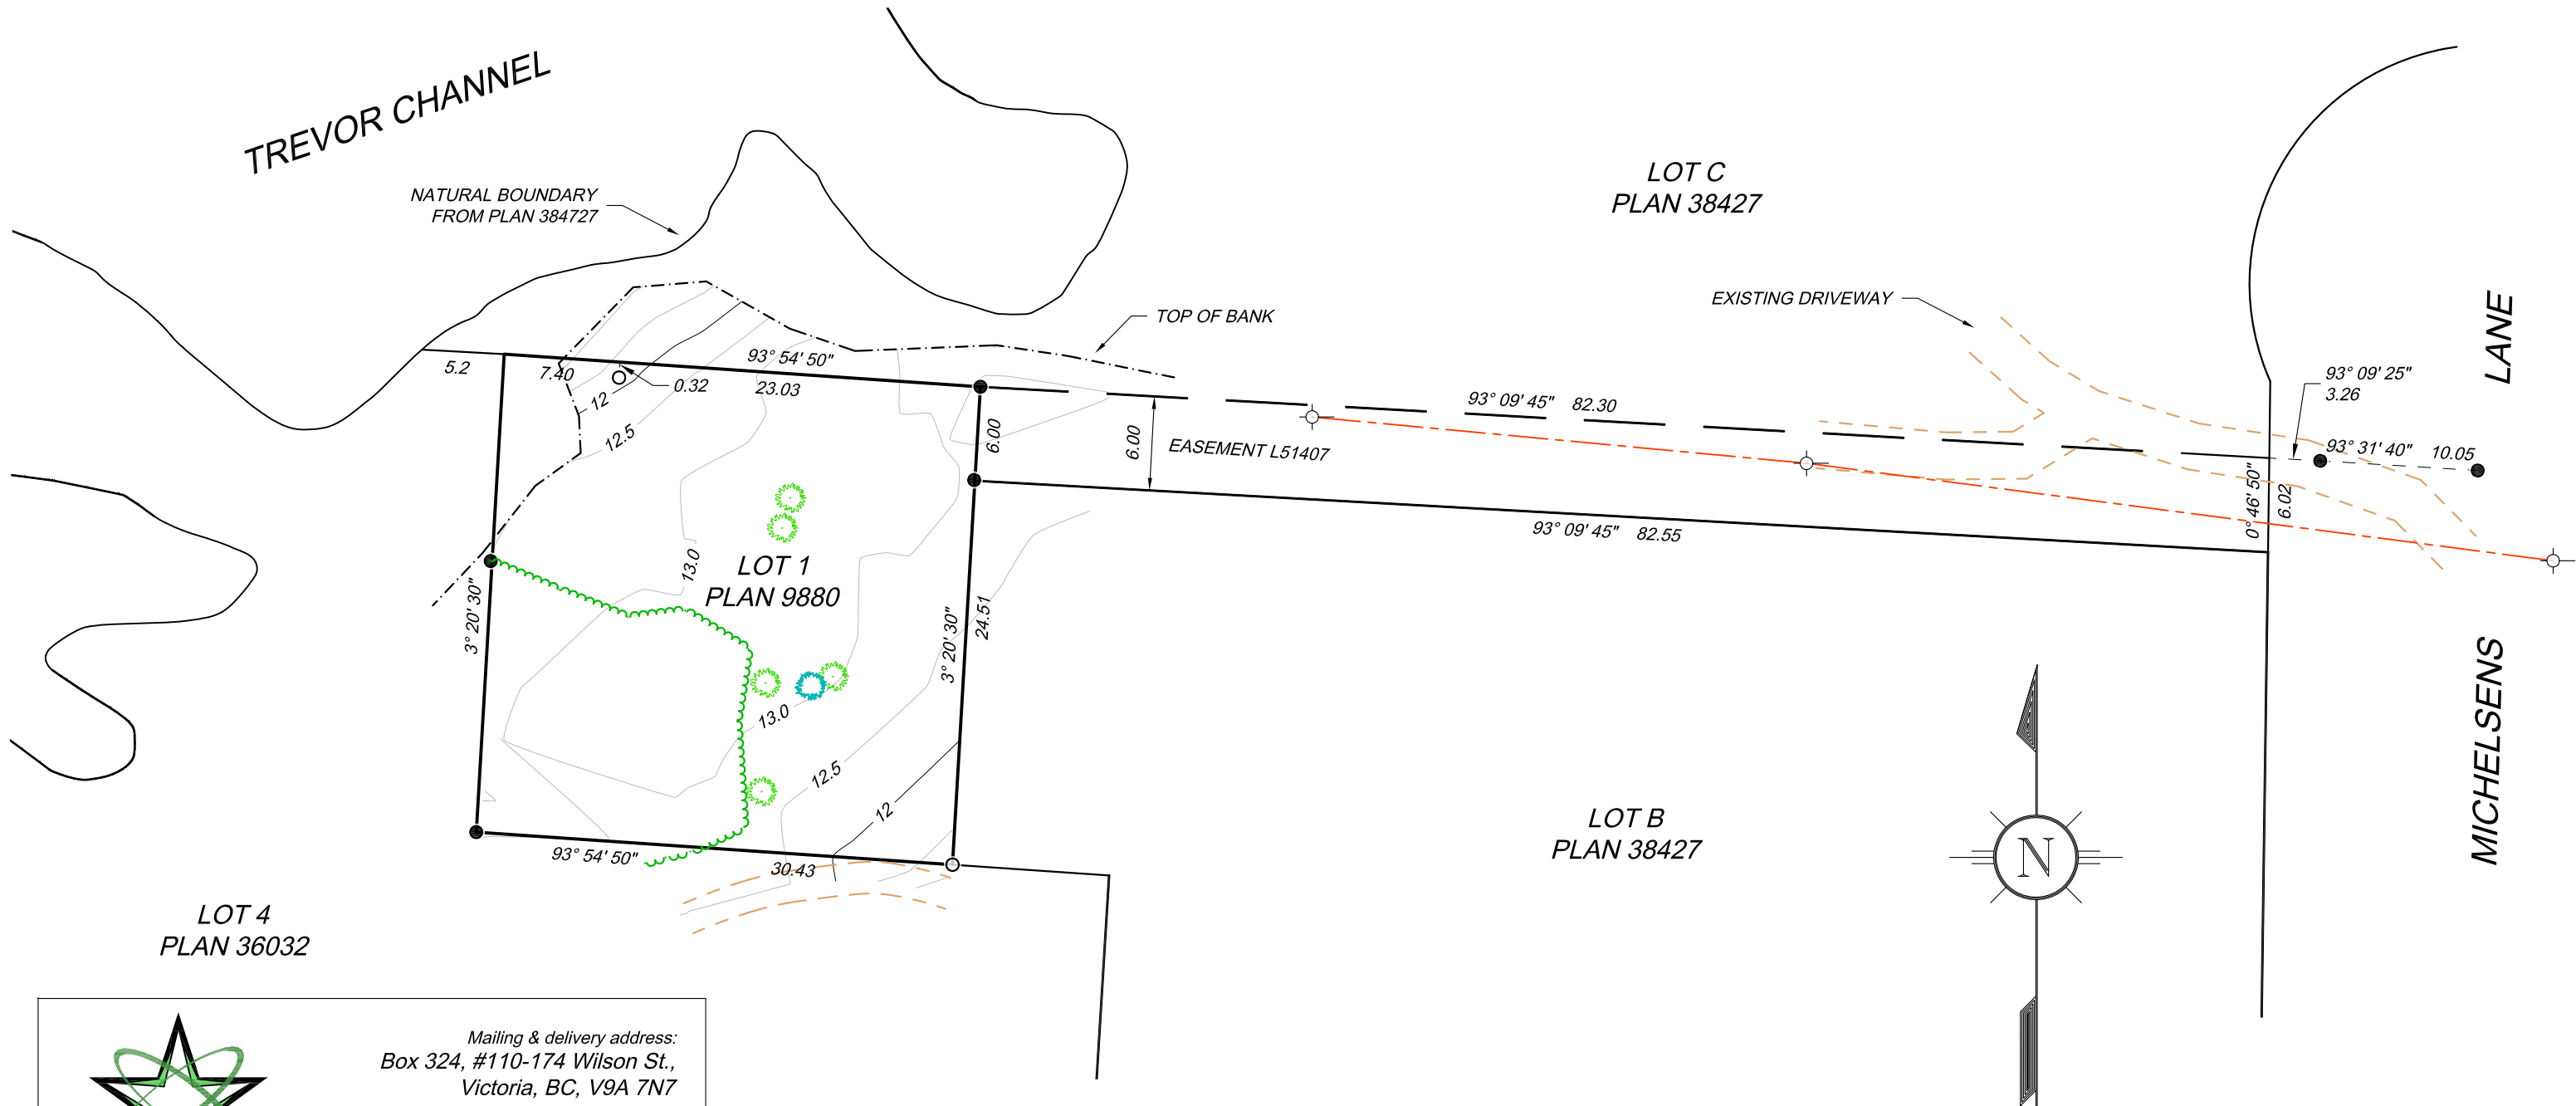 TREVOR CHANNEL
NATURAL BOUNDARY
FROM PLAN 384727
LOT C
PLAN 38427
EXISTING DRIVEWAY
TOP OF BANK
LANE
MICHELSENS
5.2
7.40
0.32
93° 54' 50"
23.03
12
12.5
6.00
6.00
EASEMENT L51407
93° 09' 45" 82.30
93° 09' 25"
3.26
93° 31' 40" 10.05
0° 46' 50"
6.02
93° 09' 45" 82.55
13.0
LOT 1
PLAN 9880
3° 20' 30"
3° 20' 30"
24.51
13.0
12.5
12
93° 54' 50"
30.43
LOT B
PLAN 38427
N
LOT 4
PLAN 36032
Mailing & delivery address:
Box 324, #110-174 Wilson St.,
Victoria, BC, V9A 7N7